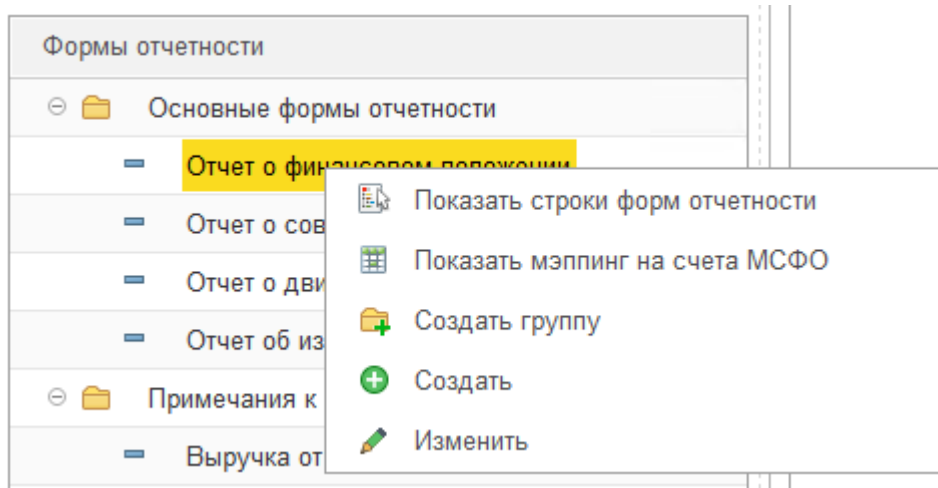 Формы отчетности
Основные формы отчетности
Отчет о финансовом положении
Показать строки форм отчетности
Отчет о сов
Показать мэппинг на счета МСФО
Отчет о дви
Создать группу
Отчет об из
Создать
Примечания к
Изменить
Выручка от